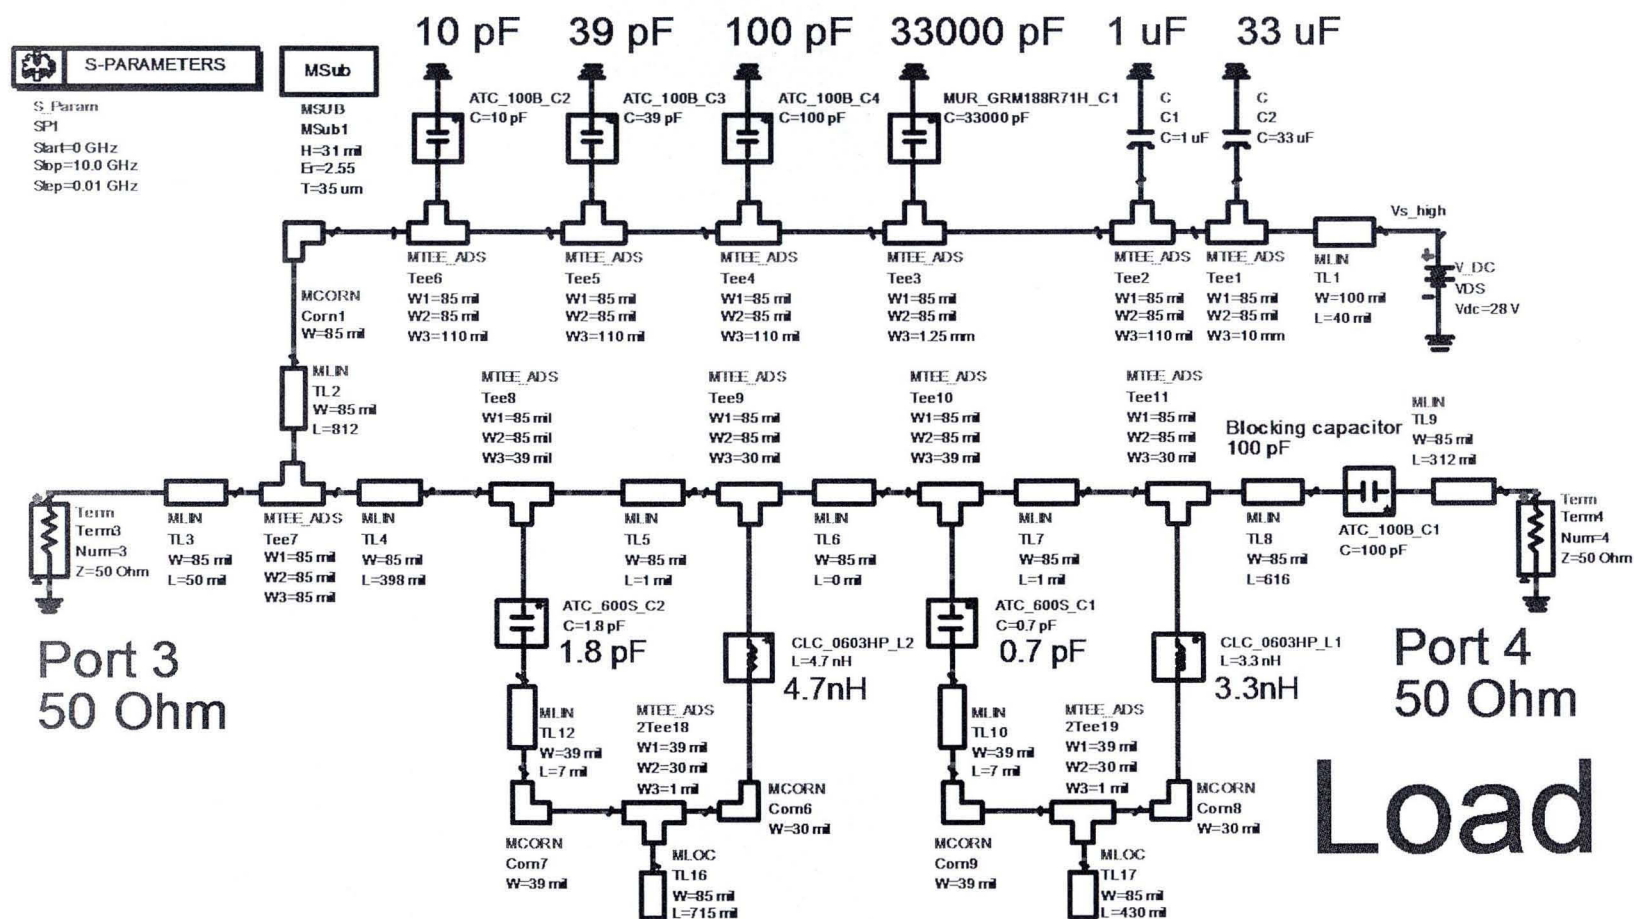 10 pF 39 pF 100 pF 33000 pF 1 uF 33 uF
S-PARAMETERS
S_Param
SP1
Start=0 GHz
Stop=10.0 GHz
Step=0.01 GHz
MSub
MSUB
MSub1
H=31 mil
Er=2.55
T=35 um
ATC_100B_C2
C=10 pF
ATC_100B_C3
C=39 pF
ATC_100B_C4
C=100 pF
MUR_GRM188R71H_C1
C=33000 pF
C
C1
C=1 uF
C
C2
C=33 uF
MCORN
Corn1
W=85 mil
MTEE_ADS
Tee6
W1=85 mil
W2=85 mil
W3=110 mil
MTEE_ADS
Tee5
W1=85 mil
W2=85 mil
W3=110 mil
MTEE_ADS
Tee4
W1=85 mil
W2=85 mil
W3=110 mil
MTEE_ADS
Tee3
W1=85 mil
W2=85 mil
W3=1.25 mm
MTEE_ADS
Tee2
W1=85 mil
W2=85 mil
W3=110 mil
MTEE_ADS
Tee1
W1=85 mil
W2=85 mil
W3=10 mm
MLIN
TL1
W=100 mil
L=40 mil
Vs_high
V_DC
VDS
Vdc=28 V
MLIN
TL2
W=85 mil
L=812
MTEE_ADS
Tee8
W1=85 mil
W2=85 mil
W3=39 mil
MTEE_ADS
Tee9
W1=85 mil
W2=85 mil
W3=30 mil
MTEE_ADS
Tee10
W1=85 mil
W2=85 mil
W3=39 mil
MTEE_ADS
Tee11
W1=85 mil
W2=85 mil
W3=30 mil
Blocking capacitor
100 pF
MLIN
TL9
W=85 mil
L=312 mil
Term
Term3
Num=3
Z=50 Ohm
MLIN
TL3
W=85 mil
L=50 mil
MTEE_ADS
Tee7
W1=85 mil
W2=85 mil
W3=85 mil
MLIN
TL4
W=85 mil
L=398 mil
MLIN
TL5
W=85 mil
L=1 mil
MLIN
TL6
W=85 mil
L=0 mil
MLIN
TL7
W=85 mil
L=1 mil
MLIN
TL8
W=85 mil
L=616
ATC_100B_C1
C=100 pF
Term
Term4
Num=4
Z=50 Ohm
Port 3
50 Ohm
ATC_600S_C2
C=1.8 pF
1.8 pF
CLC_0603HP_L2
L=4.7 nH
4.7nH
ATC_600S_C1
C=0.7 pF
0.7 pF
CLC_0603HP_L1
L=3.3 nH
3.3nH
Port 4
50 Ohm
MLIN
TL12
W=39 mil
L=7 mil
MTEE_ADS
2Tee18
W1=39 mil
W2=30 mil
W3=1 mil
MLIN
TL10
W=39 mil
L=7 mil
MTEE_ADS
2Tee19
W1=39 mil
W2=30 mil
W3=1 mil
MCORN
Corn7
W=39 mil
MCORN
Corn6
W=30 mil
MCORN
Corn9
W=39 mil
MCORN
Corn8
W=30 mil
MLOC
TL16
W=85 mil
L=715 mil
MLOC
TL17
W=85 mil
L=430 mil
Load